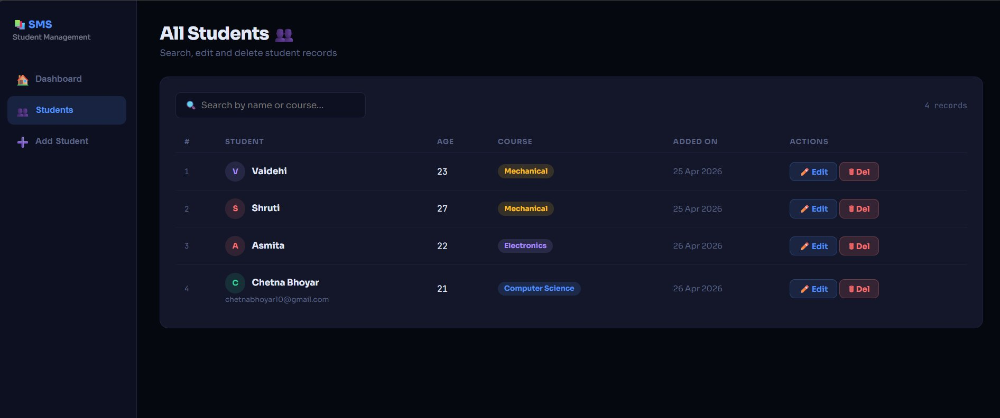 SMS
Student Management
Dashboard
Students
Add Student
All Students
Search, edit and delete student records
Search by name or course...
4 records
# STUDENT AGE COURSE ADDED ON ACTIONS
1 V Vaidehi 23 Mechanical 25 Apr 2026 Edit Del
2 S Shruti 27 Mechanical 25 Apr 2026 Edit Del
3 A Asmita 22 Electronics 26 Apr 2026 Edit Del
4 C Chetna Bhoyar 21 Computer Science 26 Apr 2026 Edit Del
chetnabhoyar10@gmail.com